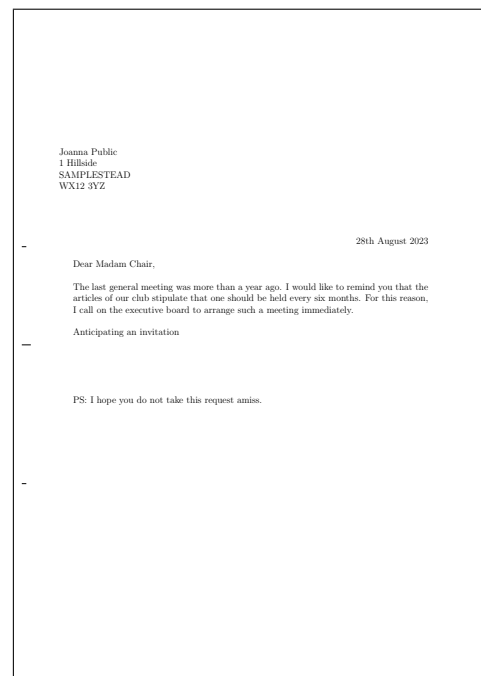 Joanna Public
1 Hillside
SAMPLESTEAD
WX12 3YZ
28th August 2023
Dear Madam Chair,
The last general meeting was more than a year ago. I would like to remind you that the
articles of our club stipulate that one should be held every six months. For this reason,
I call on the executive board to arrange such a meeting immediately.
Anticipating an invitation
PS: I hope you do not take this request amiss.